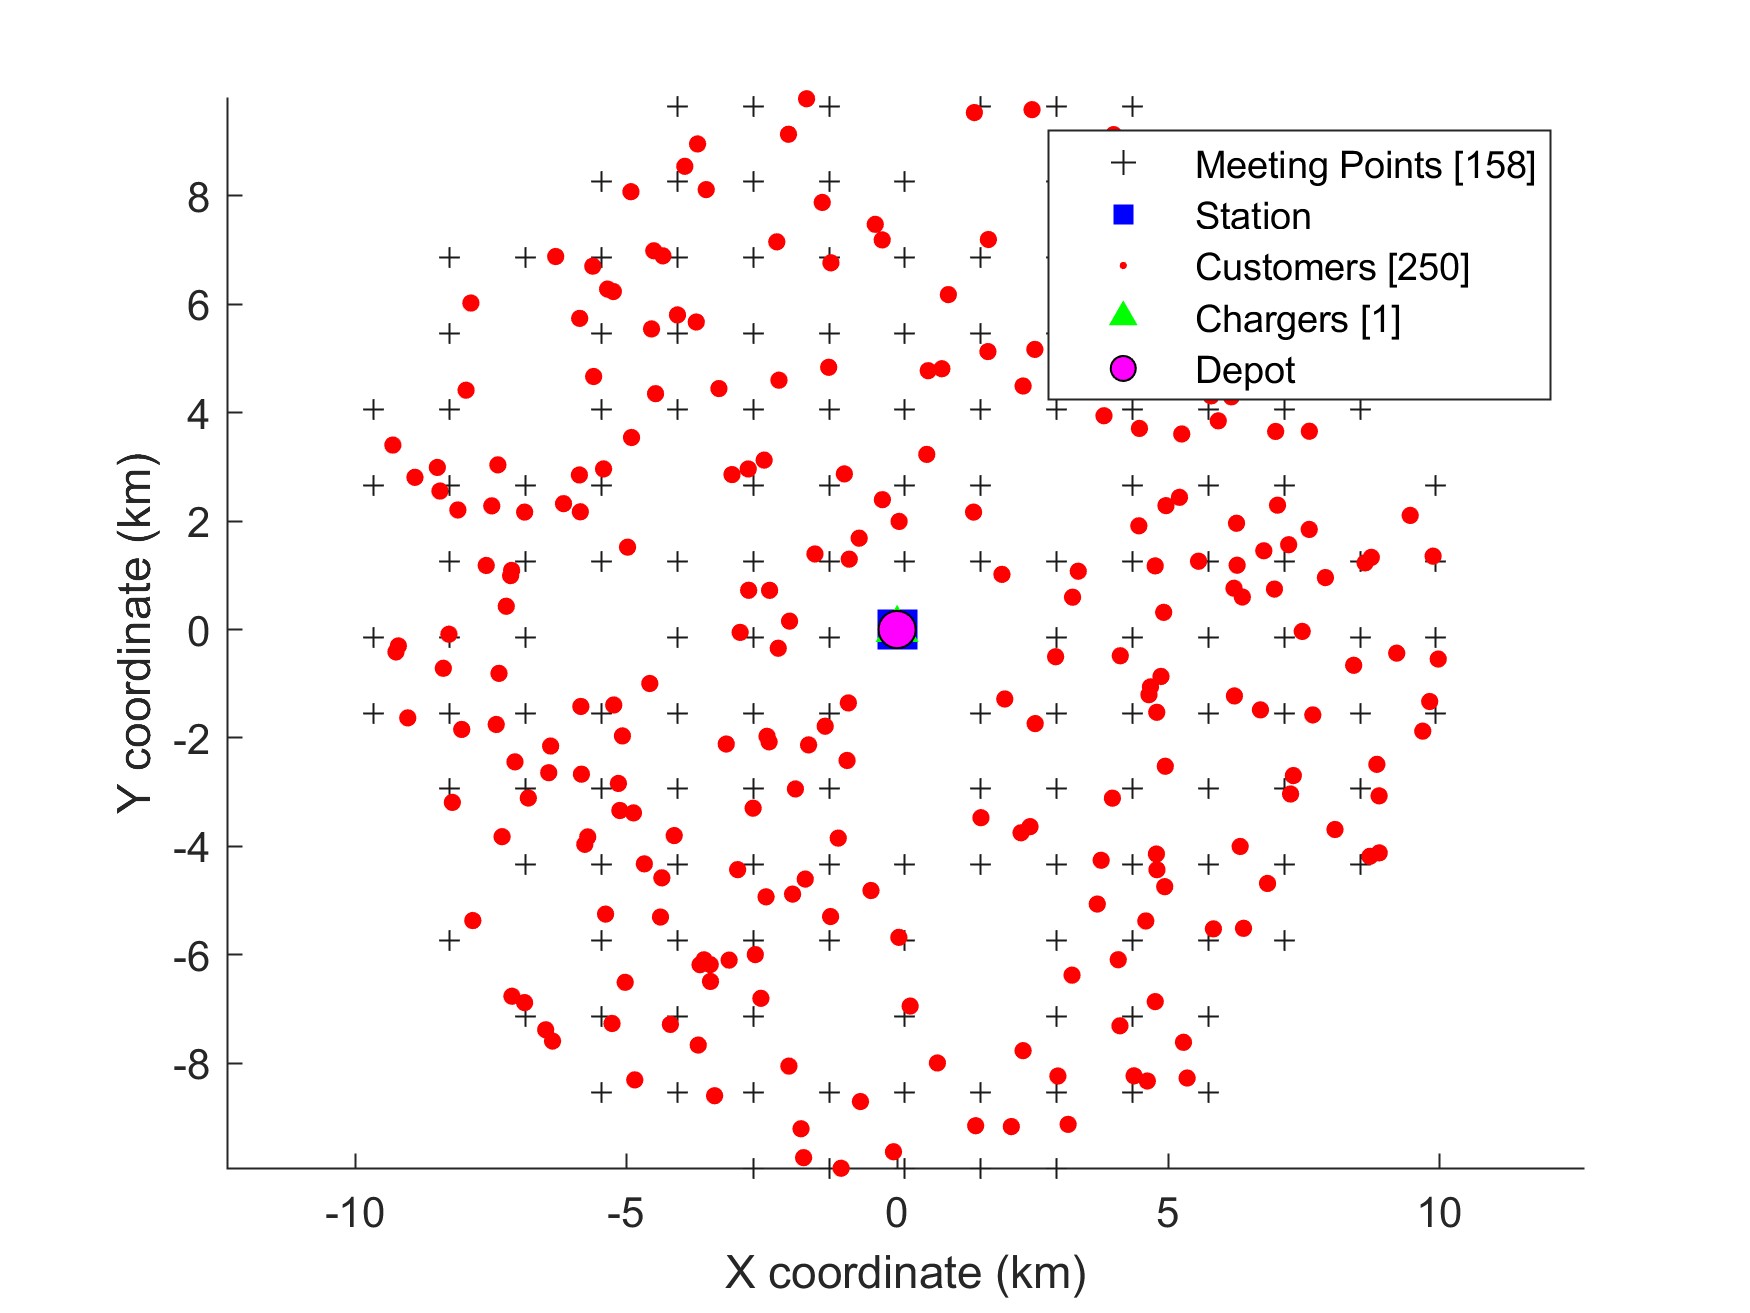 Meeting Points [158]
Station
Customers [250]
Chargers [1]
Depot
8
6
4
2
0
-2
-4
-6
-8
Y coordinate (km)
-10 -5 0 5 10
X coordinate (km)